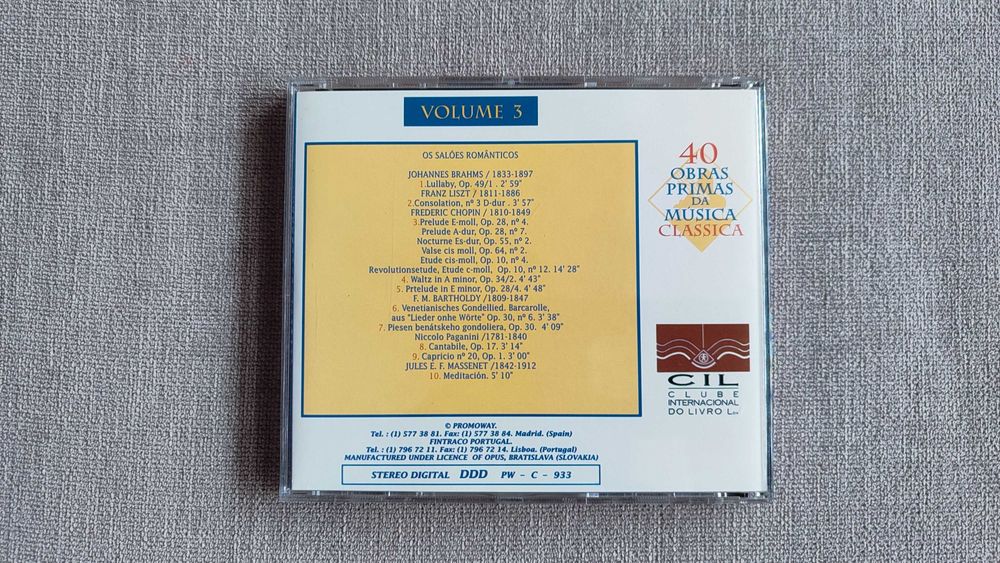 VOLUME 3
OS SALÕES ROMÂNTICOS
JOHANNES BRAHMS / 1833-1897
1.Lullaby, Op. 49/1 . 2' 59"
FRANZ LISZT / 1811-1886
2.Consolation, nº 3 D-dur . 3' 57"
FREDERIC CHOPIN / 1810-1849
3.Prelude E-moll, Op. 28, nº 4.
Prelude A-dur, Op. 28, nº 7.
Nocturne Es-dur, Op. 55, nº 2.
Valse cis moll, Op. 64, nº 2.
Etude cis-moll, Op. 10, nº 4.
Revolutionsetude, Etude c-moll, Op. 10, nº 12. 14' 28"
4. Waltz in A minor, Op. 34/2. 4' 43"
5. Prtelude in E minor, Op. 28/4. 4' 48"
F. M. BARTHOLDY /1809-1847
6. Venetianisches Gondellied. Barcarolle,
aus "Lieder onhe Wörte" Op. 30, nº 6. 3' 38"
7. Piesen benátskeho gondoliera, Op. 30. 4' 09"
Niccolo Paganini /1781-1840
8. Cantabile, Op. 17. 3' 14"
9. Capricio nº 20, Op. 1. 3' 00"
JULES E. F. MASSENET /1842-1912
10. Meditación. 5' 10"
40
OBRAS
PRIMAS
DA
MÚSICA
CLASSICA
CIL
CLUBE
INTERNACIONAL
DO LIVRO LDA
© PROMOWAY.
Tel. : (1) 577 38 81. Fax: (1) 577 38 84. Madrid. (Spain)
FINTRACO PORTUGAL.
Tel. : (1) 796 72 11. Fax: (1) 796 72 14. Lisboa. (Portugal)
MANUFACTURED UNDER LICENCE OF OPUS, BRATISLAVA (SLOVAKIA)
STEREO DIGITAL DDD PW - C - 933